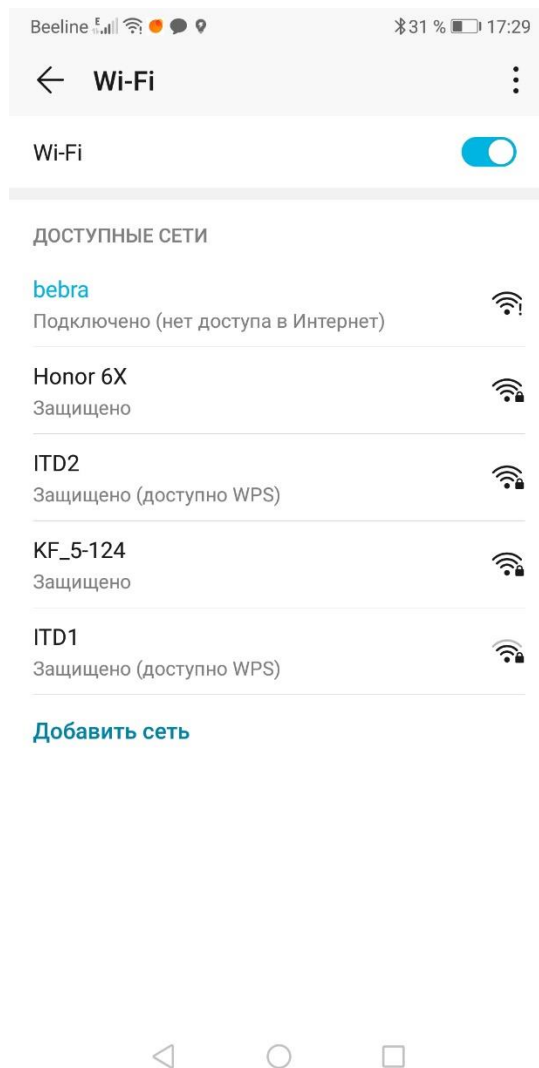 Beeline E 31 % 17:29
Wi-Fi
Wi-Fi
ДОСТУПНЫЕ СЕТИ
bebra
Подключено (нет доступа в Интернет)
Honor 6X
Защищено
ITD2
Защищено (доступно WPS)
KF_5-124
Защищено
ITD1
Защищено (доступно WPS)
Добавить сеть